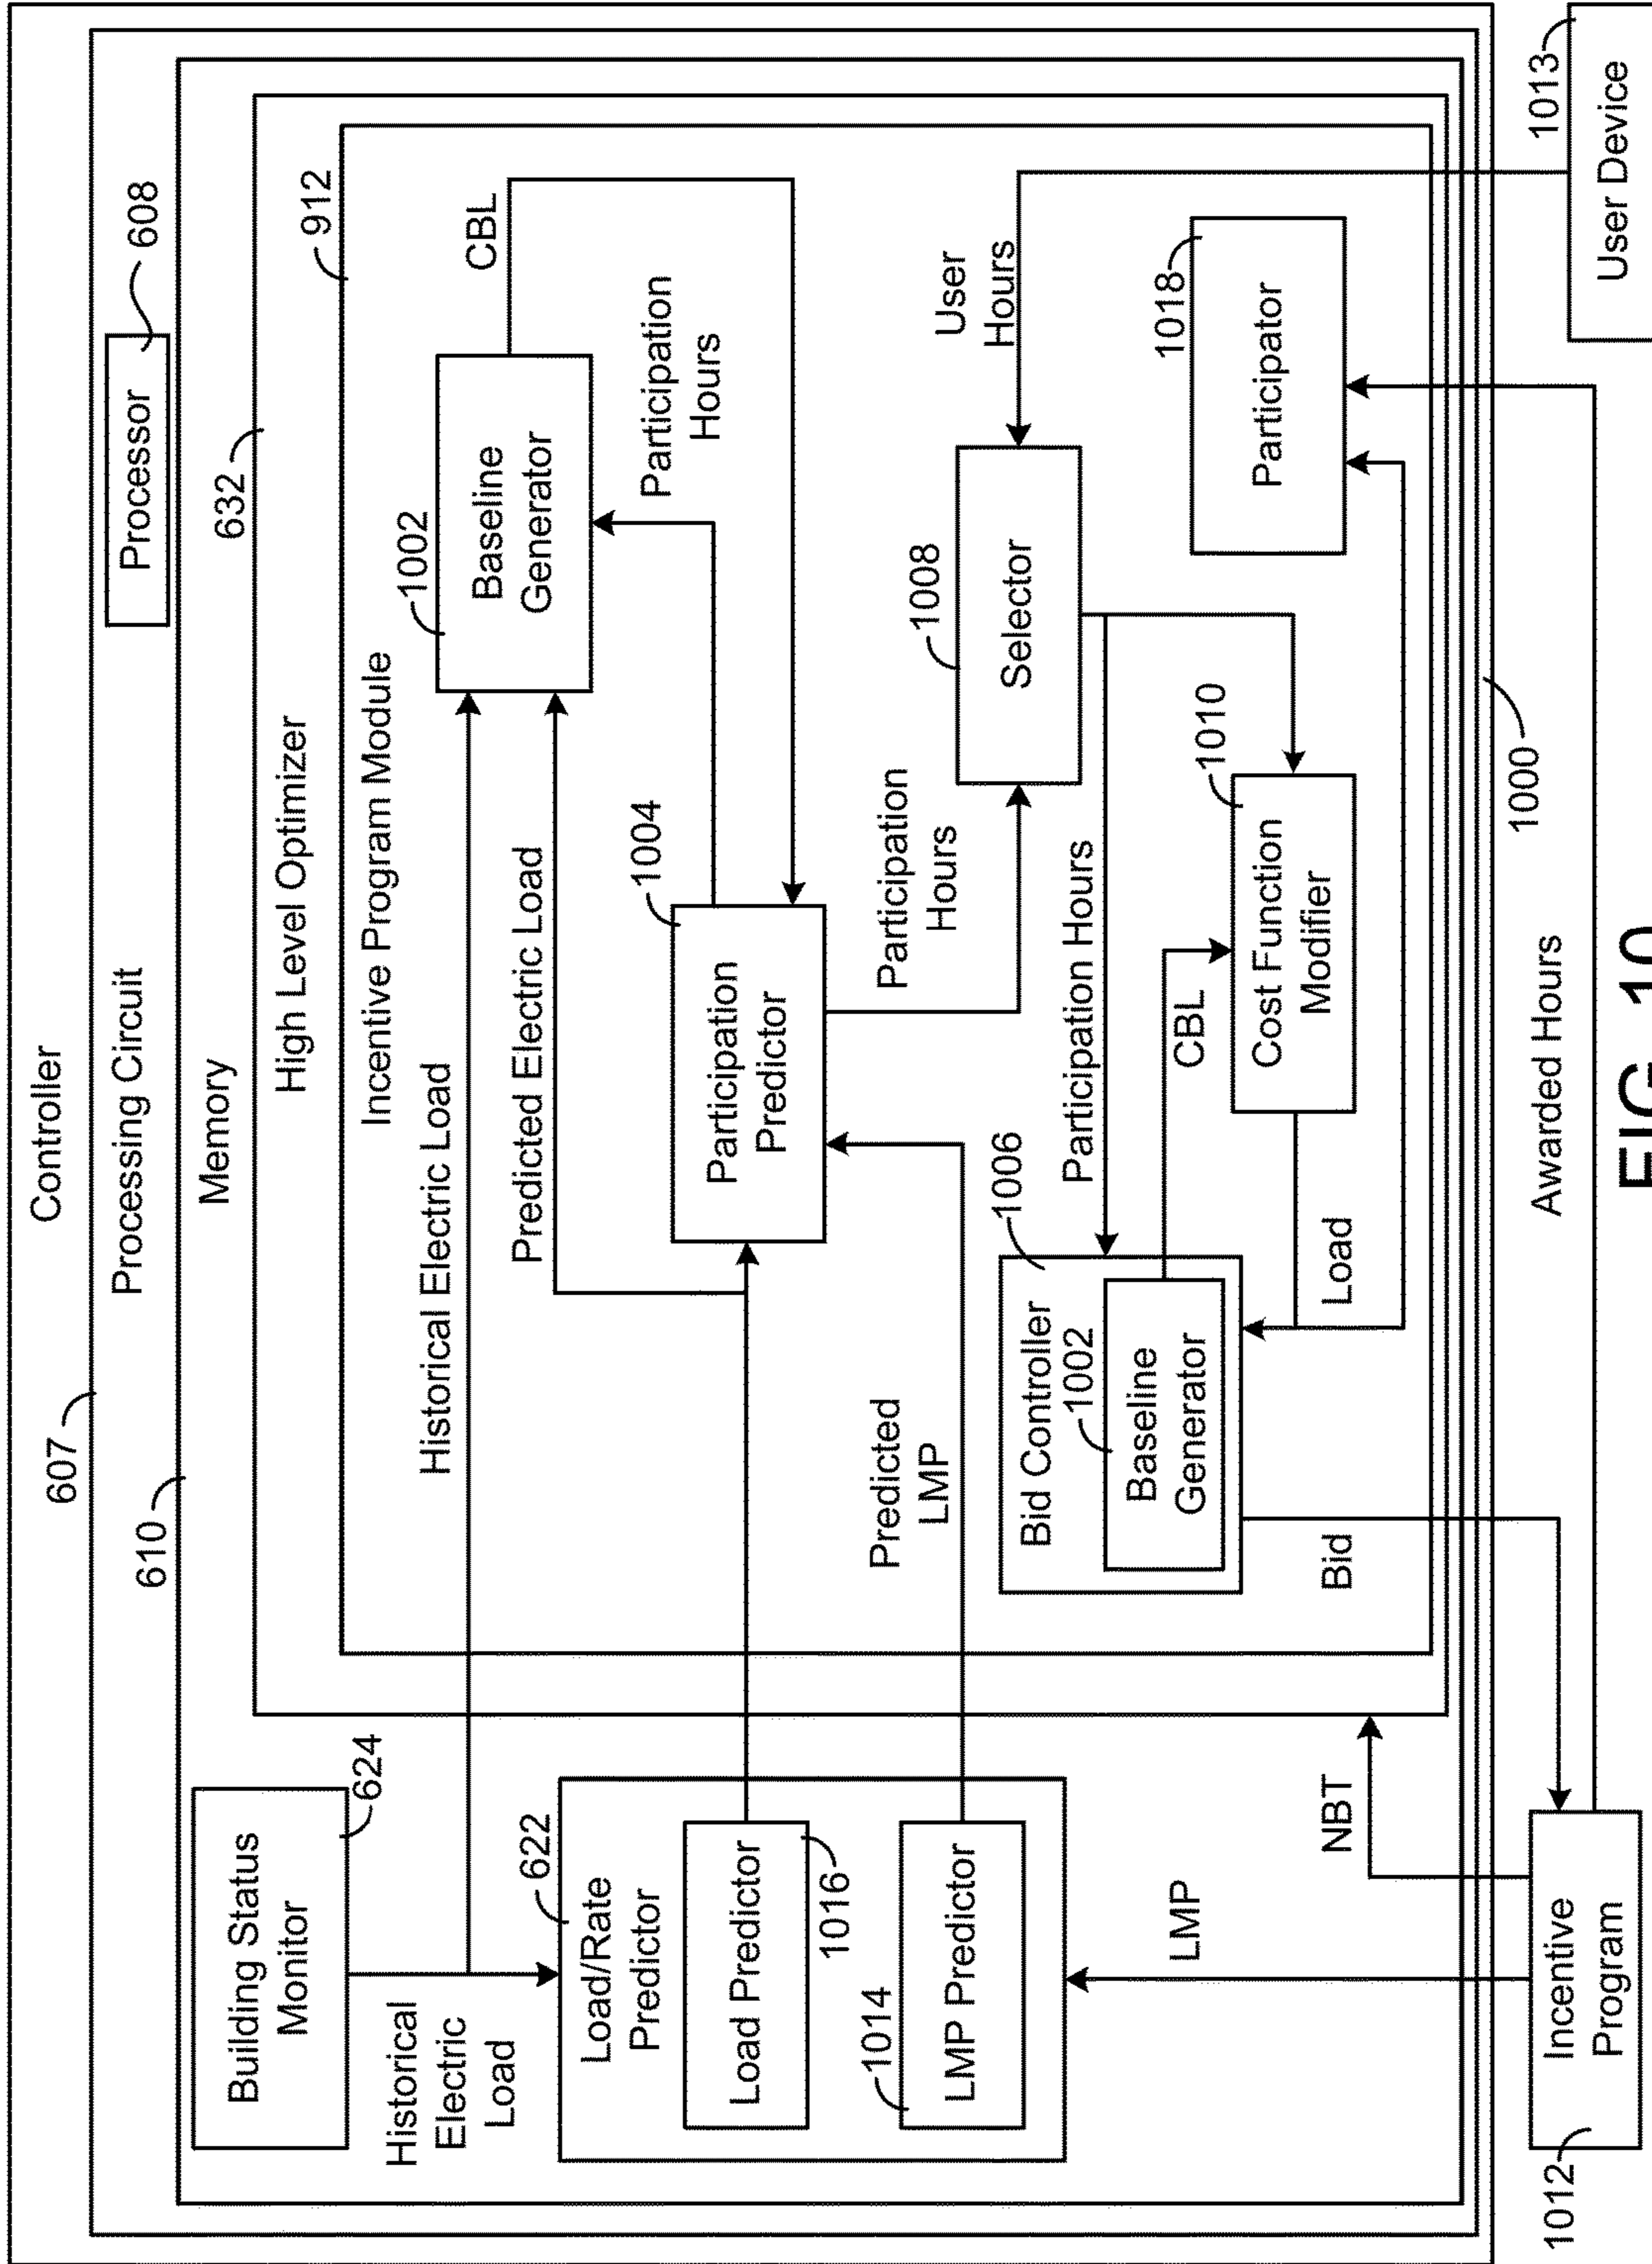 Controller
607
Processing Circuit
Processor
608
610
Memory
632
High Level Optimizer
912
Incentive Program Module
Building Status
Monitor
624
Historical
Electric
Load
Historical Electric Load
Predicted Electric Load
1002
Baseline
Generator
CBL
Participation
Hours
622
Load/Rate
Predictor
Load Predictor
1016
1014
LMP Predictor
1004
Participation
Predictor
Predicted
LMP
Participation
Hours
1008
Selector
User
Hours
1006
Bid Controller
1002
Baseline
Generator
Participation Hours
CBL
1010
Cost Function
Modifier
1018
Participator
Load
Bid
NBT
LMP
1000
1012
Incentive
Program
Awarded Hours
1013
User Device
FIG. 10